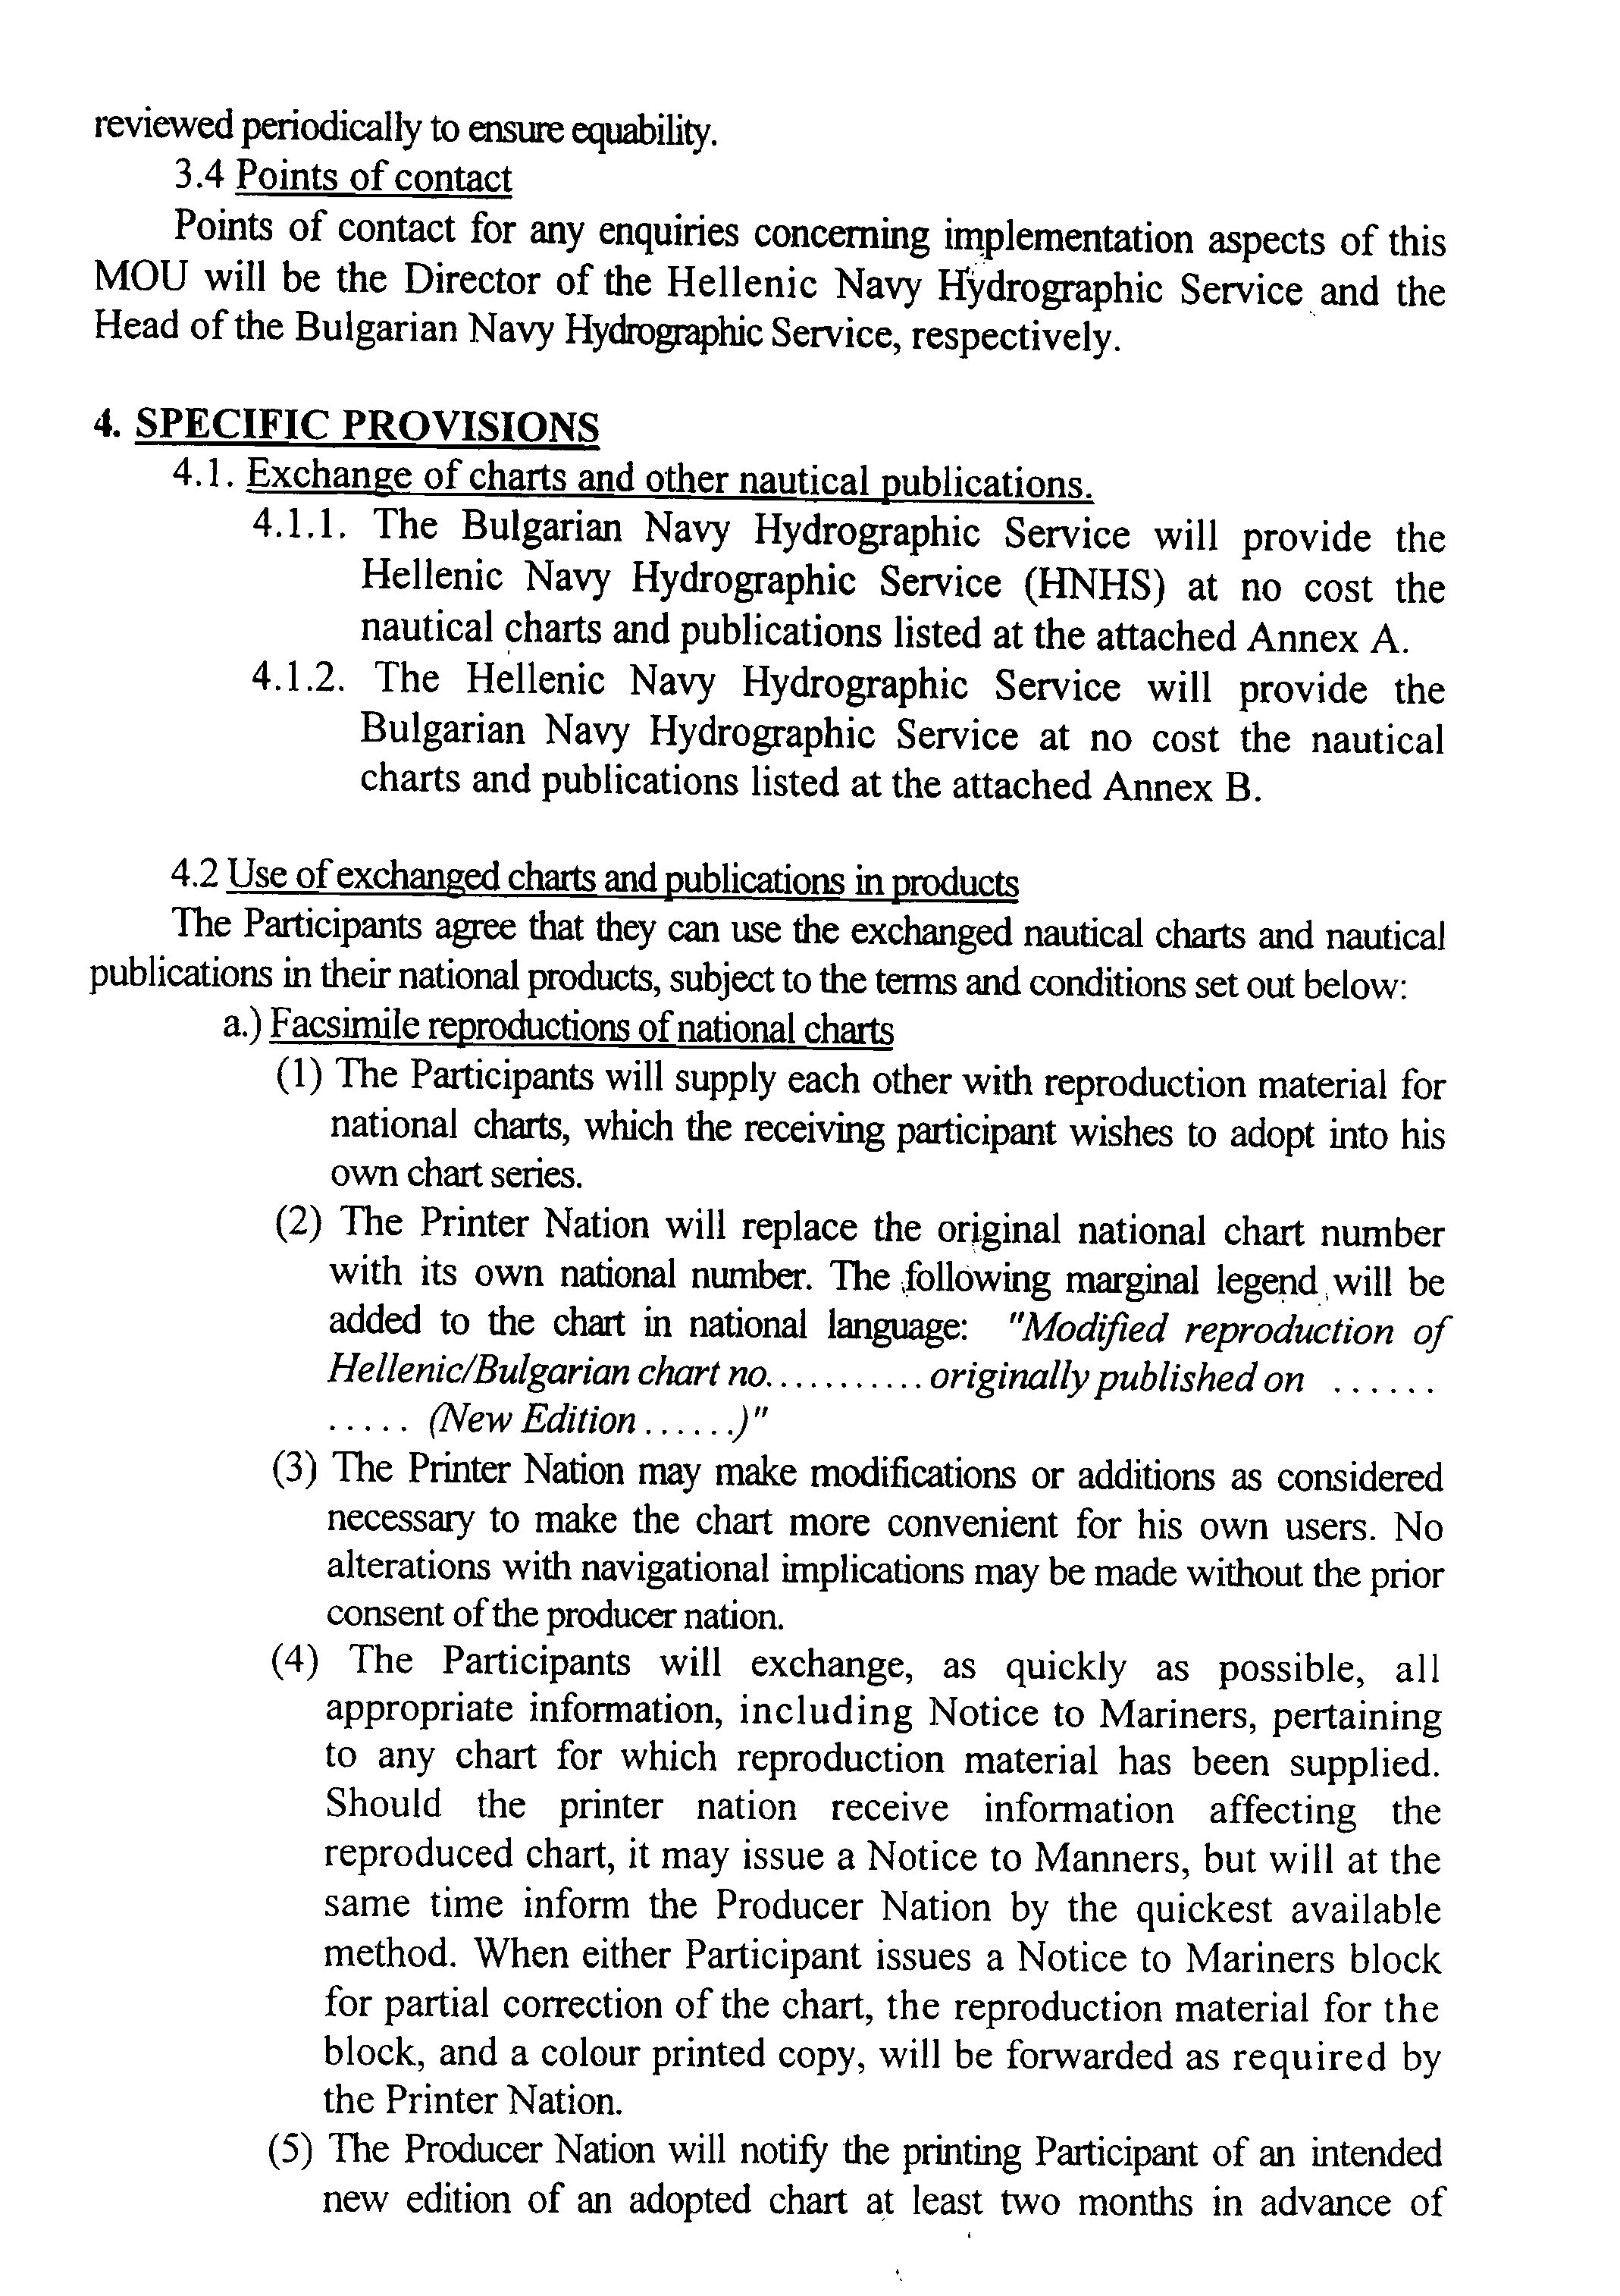 reviewed periodically to ensure equability.
3.4 Points of contact
Points of contact for any enquiries concerning implementation aspects of this
MOU will be the Director of the Hellenic Navy Hydrographic Service and the
Head of the Bulgarian Navy Hydrographic Service, respectively.
4. SPECIFIC PROVISIONS
4.1. Exchange of charts and other nautical publications.
4.1.1. The Bulgarian Navy Hydrographic Service will provide the
Hellenic Navy Hydrographic Service (HNHS) at no cost the
nautical charts and publications listed at the attached Annex A.
4.1.2. The Hellenic Navy Hydrographic Service will provide the
Bulgarian Navy Hydrographic Service at no cost the nautical
charts and publications listed at the attached Annex B.
4.2 Use of exchanged charts and publications in products
The Participants agree that they can use the exchanged nautical charts and nautical
publications in their national products, subject to the terms and conditions set out below:
a.) Facsimile reproductions of national charts
(1) The Participants will supply each other with reproduction material for
national charts, which the receiving participant wishes to adopt into his
own chart series.
(2) The Printer Nation will replace the original national chart number
with its own national number. The following marginal legend will be
added to the chart in national language: "Modified reproduction of
Hellenic/Bulgarian chart no............ originally published on ......
..... (New Edition ......)"
(3) The Printer Nation may make modifications or additions as considered
necessary to make the chart more convenient for his own users. No
alterations with navigational implications may be made without the prior
consent of the producer nation.
(4) The Participants will exchange, as quickly as possible, all
appropriate information, including Notice to Mariners, pertaining
to any chart for which reproduction material has been supplied.
Should the printer nation receive information affecting the
reproduced chart, it may issue a Notice to Manners, but will at the
same time inform the Producer Nation by the quickest available
method. When either Participant issues a Notice to Mariners block
for partial correction of the chart, the reproduction material for the
block, and a colour printed copy, will be forwarded as required by
the Printer Nation.
(5) The Producer Nation will notify the printing Participant of an intended
new edition of an adopted chart at least two months in advance of